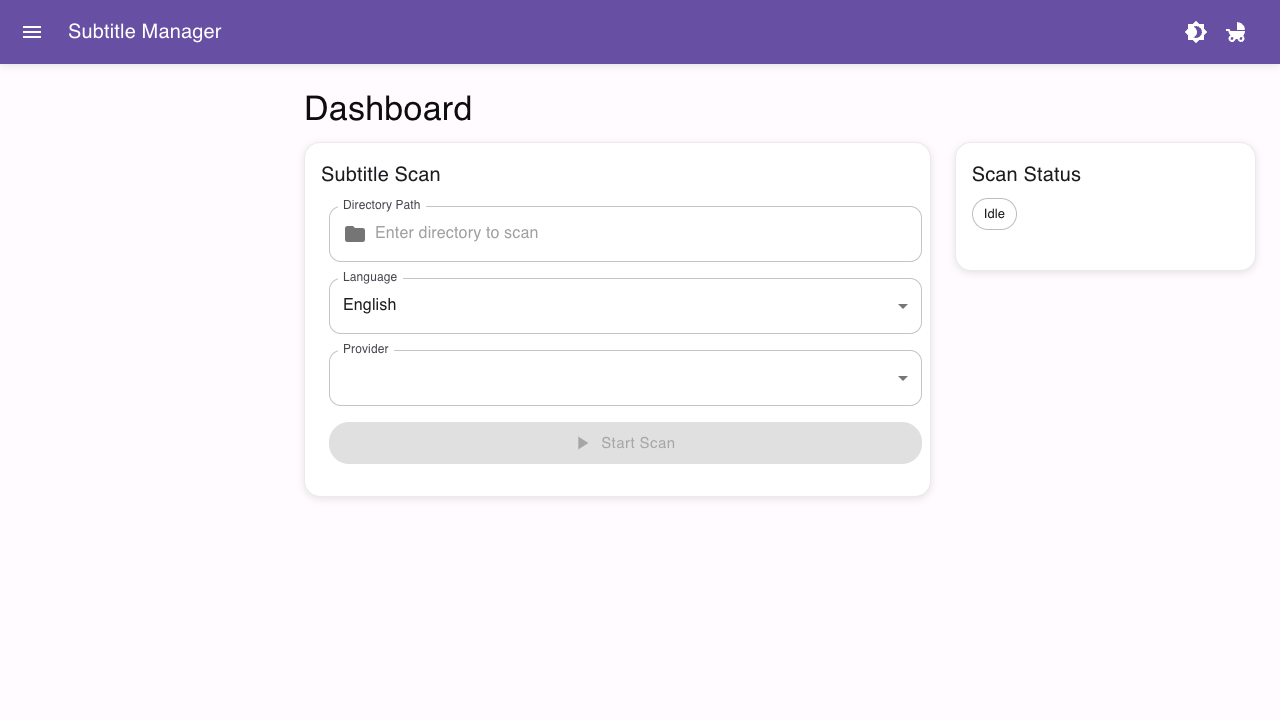 Subtitle Manager
Dashboard
Subtitle Scan
Directory Path
Enter directory to scan
Language
English
Provider
Start Scan
Scan Status
Idle